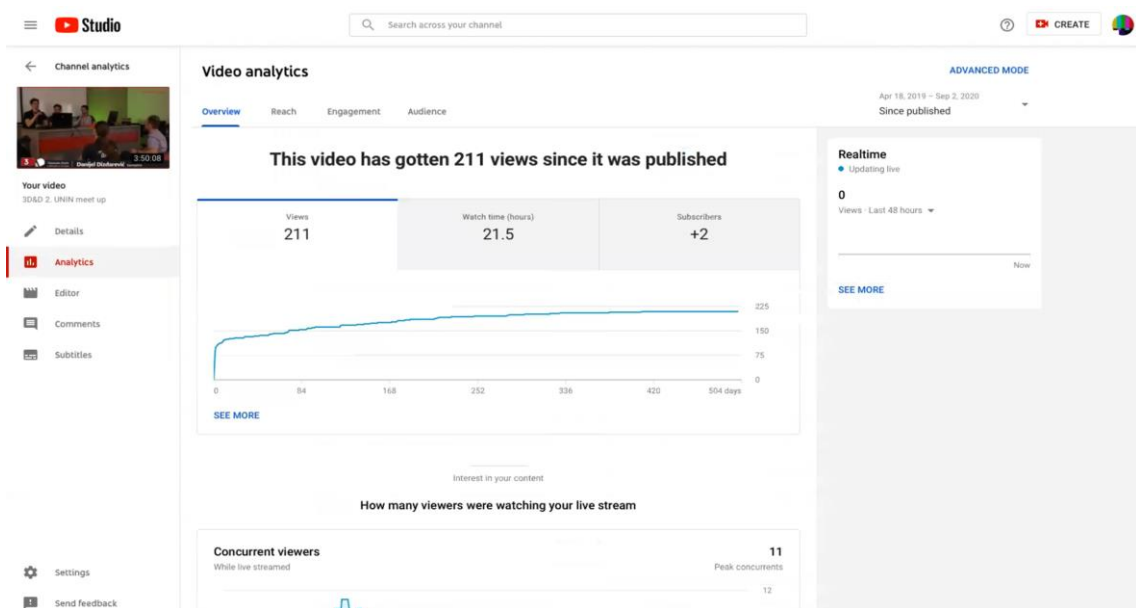 Studio
Search across your channel
CREATE
Channel analytics
3:50:08
Your video
3D&D 2. UNIN meet up
Details
Analytics
Editor
Comments
Subtitles
Settings
Send feedback
Video analytics
ADVANCED MODE
Overview Reach Engagement Audience
Apr 18, 2019 – Sep 2, 2020
Since published
This video has gotten 211 views since it was published
Views
211
Watch time (hours)
21.5
Subscribers
+2
225
150
75
0
0 84 168 252 336 420 504 days
SEE MORE
Interest in your content
How many viewers were watching your live stream
Concurrent viewers
While live streamed
11
Peak concurrents
12
Realtime
Updating live
0
Views · Last 48 hours
Now
SEE MORE